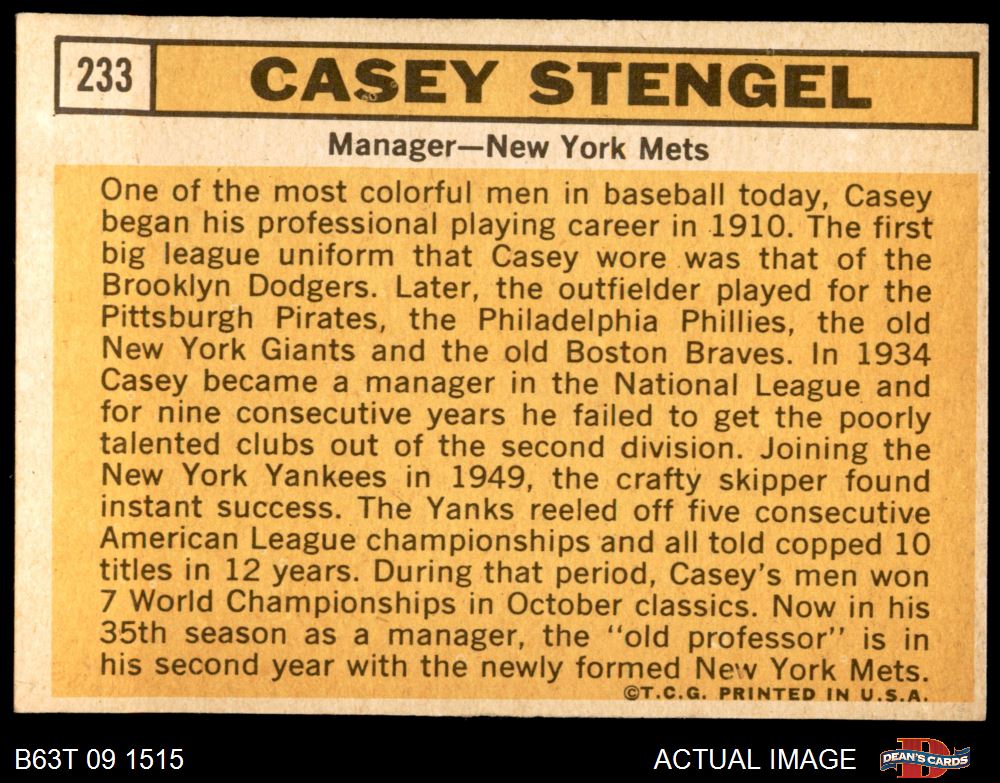 233
CASEY STENGEL
Manager—New York Mets
One of the most colorful men in baseball today, Casey
began his professional playing career in 1910. The first
big league uniform that Casey wore was that of the
Brooklyn Dodgers. Later, the outfielder played for the
Pittsburgh Pirates, the Philadelphia Phillies, the old
New York Giants and the old Boston Braves. In 1934
Casey became a manager in the National League and
for nine consecutive years he failed to get the poorly
talented clubs out of the second division. Joining the
New York Yankees in 1949, the crafty skipper found
instant success. The Yanks reeled off five consecutive
American League championships and all told copped 10
titles in 12 years. During that period, Casey's men won
7 World Championships in October classics. Now in his
35th season as a manager, the "old professor" is in
his second year with the newly formed New York Mets.
©T.C.G. PRINTED IN U.S.A.
B63T 09 1515
ACTUAL IMAGE
D
DEAN'S CARDS